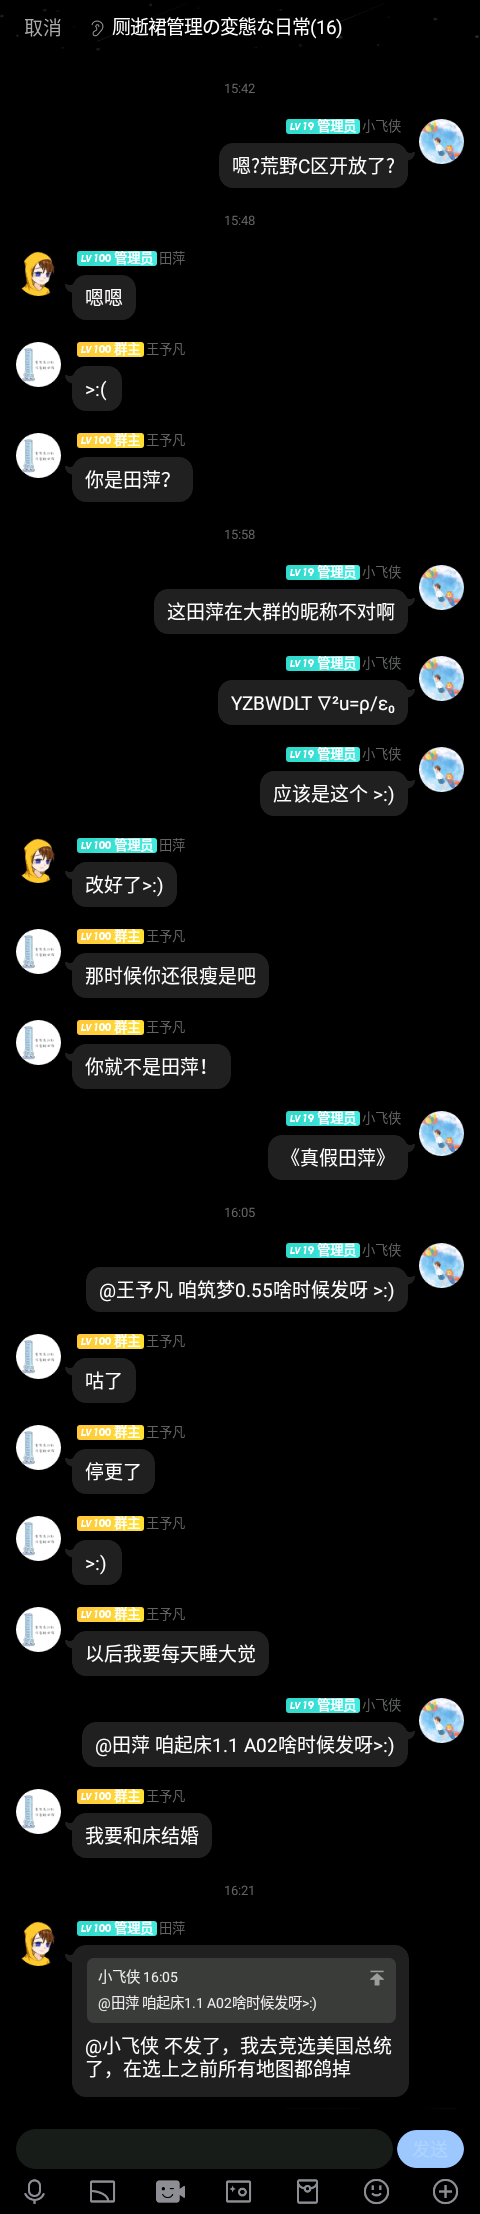 取消
厕逝裙管理の变態な日常(16)
15:42
LV19 管理员 小飞侠
嗯?荒野C区开放了?
15:48
LV100 管理员 田萍
嗯嗯
LV100 群主 王予凡
>:(
LV100 群主 王予凡
你是田萍?
15:58
LV19 管理员 小飞侠
这田萍在大群的昵称不对啊
LV19 管理员 小飞侠
YZBWDLT ∇²u=ρ/ε₀
LV19 管理员 小飞侠
应该是这个 >:)
LV100 管理员 田萍
改好了>:)
LV100 群主 王予凡
那时候你还很瘦是吧
LV100 群主 王予凡
你就不是田萍!
LV19 管理员 小飞侠
《真假田萍》
16:05
LV19 管理员 小飞侠
@王予凡 咱筑梦0.55啥时候发呀 >:)
LV100 群主 王予凡
咕了
LV100 群主 王予凡
停更了
LV100 群主 王予凡
>:)
LV100 群主 王予凡
以后我要每天睡大觉
LV19 管理员 小飞侠
@田萍 咱起床1.1 A02啥时候发呀>:)
LV100 群主 王予凡
我要和床结婚
16:21
LV100 管理员 田萍
小飞侠 16:05
@田萍 咱起床1.1 A02啥时候发呀>:)
@小飞侠 不发了，我去竞选美国总统
了，在选上之前所有地图都鸽掉
发送